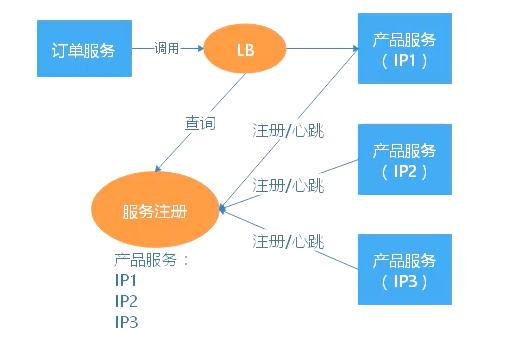 订单服务
调用
LB
产品服务
（ IP1 ）
查询
注册/心跳
产品服务
（ IP2 ）
注册/心跳
服务注册
注册/心跳
产品服务
（ IP3 ）
产品服务：
IP1
IP2
IP3